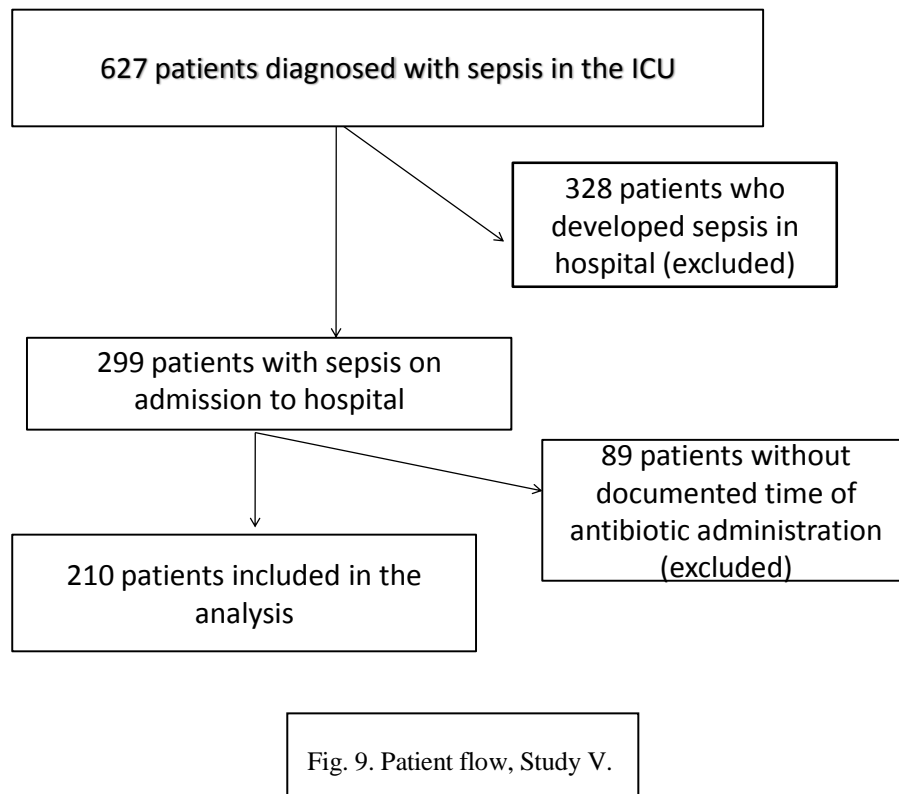 627 patients diagnosed with sepsis in the ICU
328 patients who
developed sepsis in
hospital (excluded)
299 patients with sepsis on
admission to hospital
89 patients without
documented time of
antibiotic administration
(excluded)
210 patients included in the
analysis
Fig. 9. Patient flow, Study V.